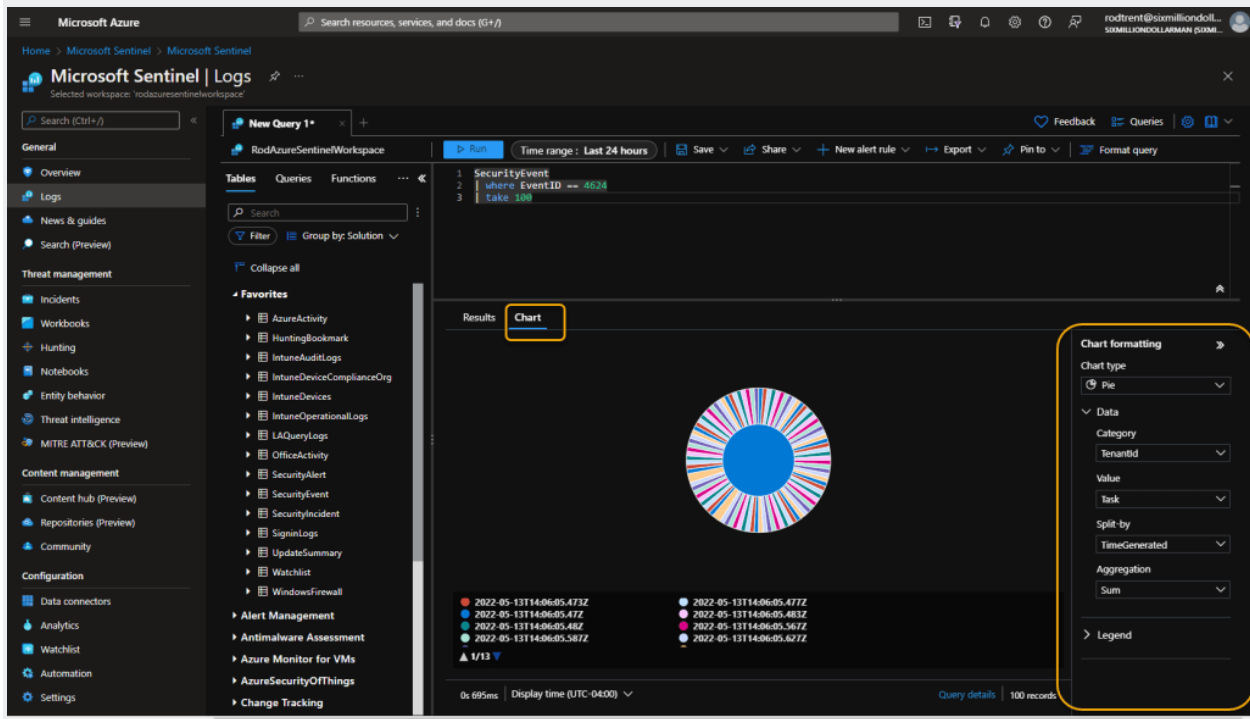 Microsoft Azure
Search resources, services, and docs (G+/)
rodtrent@sixmilliondoll...
SIXMILLIONDOLLARMAN (SIXMI...
Home > Microsoft Sentinel > Microsoft Sentinel
Microsoft Sentinel | Logs ...
Selected workspace: 'rodazuresentinelworkspace'
Search (Ctrl+/)
General
Overview
Logs
News & guides
Search (Preview)
Threat management
Incidents
Workbooks
Hunting
Notebooks
Entity behavior
Threat intelligence
MITRE ATT&CK (Preview)
Content management
Content hub (Preview)
Repositories (Preview)
Community
Configuration
Data connectors
Analytics
Watchlist
Automation
Settings
New Query 1*
Feedback
Queries
RodAzureSentinelWorkspace
Run
Time range : Last 24 hours
Save
Share
New alert rule
Export
Pin to
Format query
Tables Queries Functions ...
Search
Filter
Group by: Solution
Collapse all
Favorites
AzureActivity
HuntingBookmark
IntuneAuditLogs
IntuneDeviceComplianceOrg
IntuneDevices
IntuneOperationalLogs
LAQueryLogs
OfficeActivity
SecurityAlert
SecurityEvent
SecurityIncident
SigninLogs
UpdateSummary
Watchlist
WindowsFirewall
Alert Management
Antimalware Assessment
Azure Monitor for VMs
AzureSecurityOfThings
Change Tracking
1 SecurityEvent
2 | where EventID == 4624
3 | take 100
Results Chart
2022-05-13T14:06:05.473Z
2022-05-13T14:06:05.47Z
2022-05-13T14:06:05.48Z
2022-05-13T14:06:05.587Z
2022-05-13T14:06:05.477Z
2022-05-13T14:06:05.483Z
2022-05-13T14:06:05.567Z
2022-05-13T14:06:05.627Z
1/13
0s 695ms
Display time (UTC-04:00)
Query details
100 records
Chart formatting
Chart type
Pie
Data
Category
TenantId
Value
Task
Split-by
TimeGenerated
Aggregation
Sum
Legend